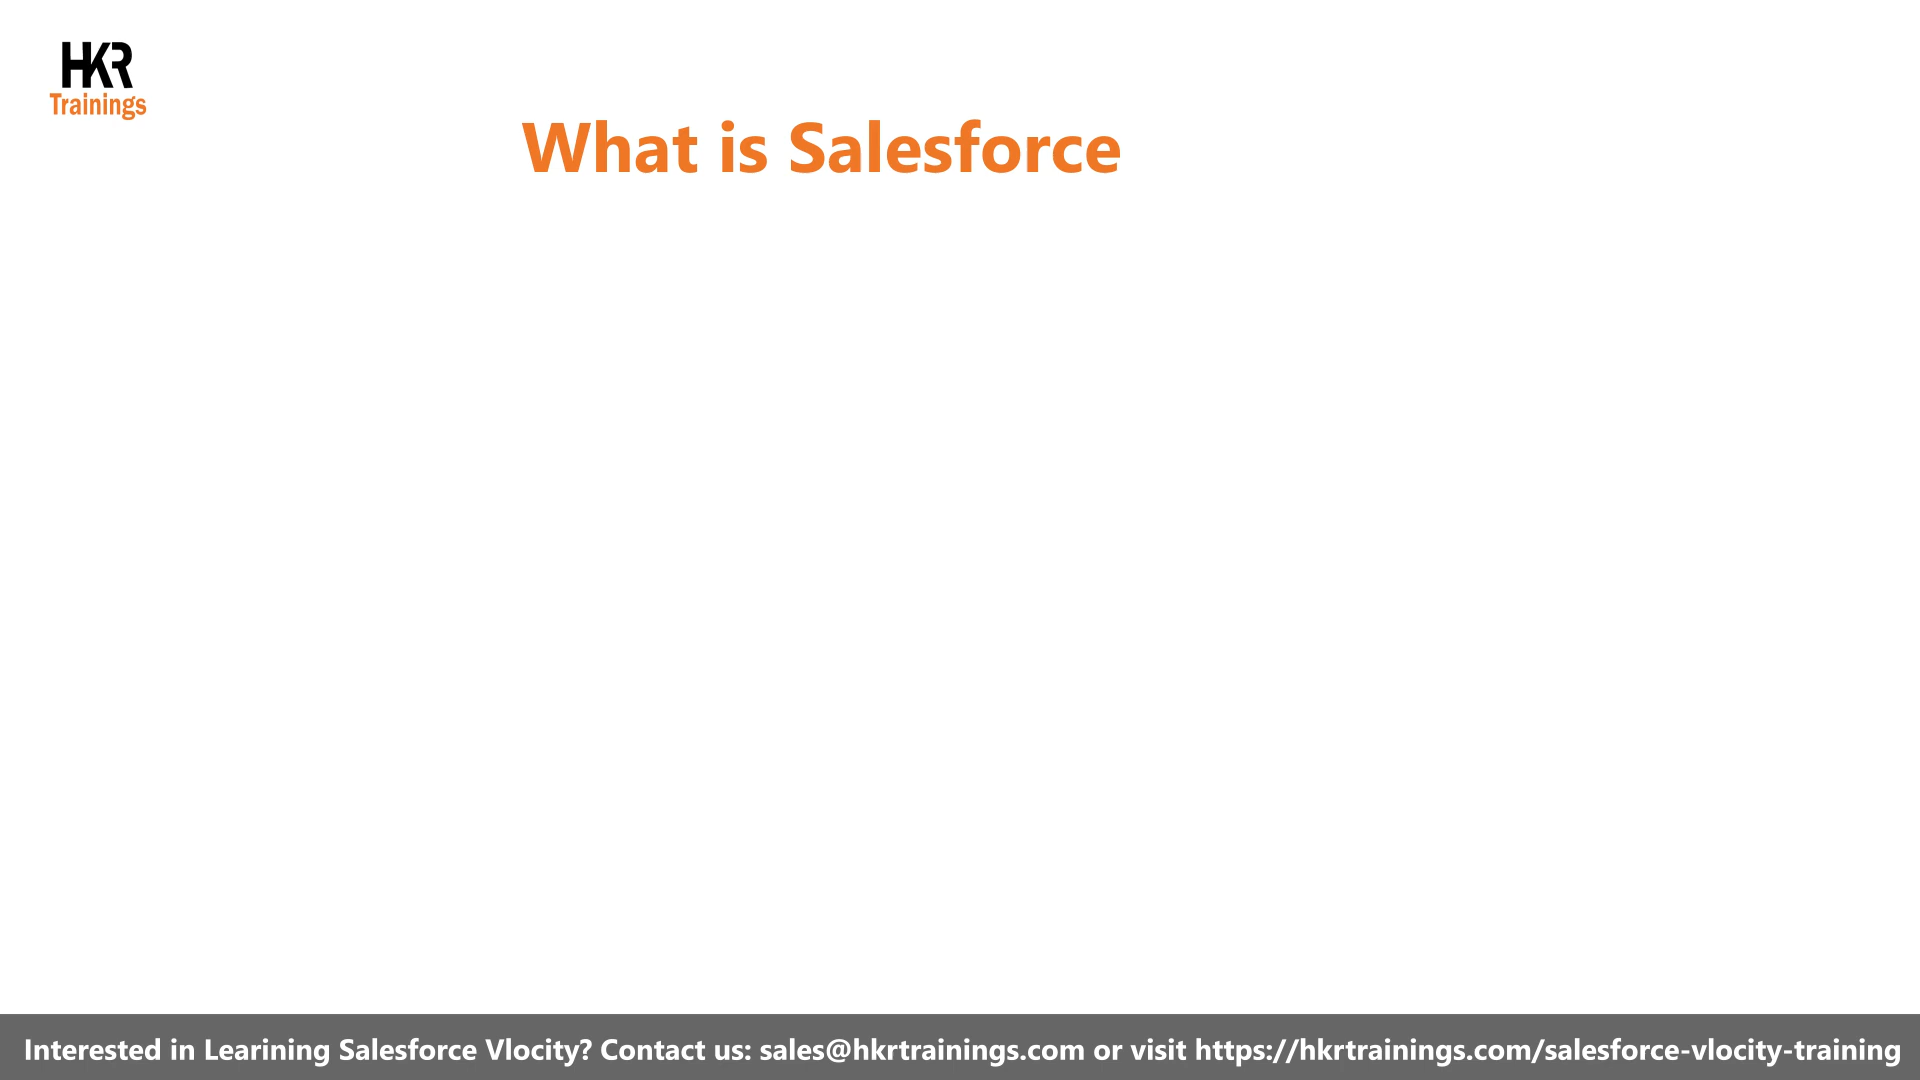 HKR
Trainings
What is Salesforce
Interested in Learining Salesforce Vlocity? Contact us: sales@hkrtrainings.com or visit https://hkrtrainings.com/salesforce-vlocity-training